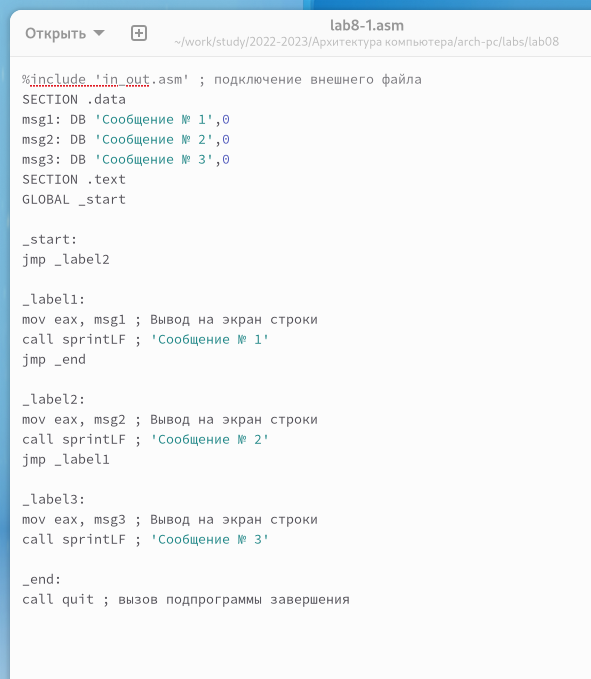 Открыть
lab8-1.asm
~/work/study/2022-2023/Архитектура компьютера/arch-pc/labs/lab08
%include 'in_out.asm' ; подключение внешнего файла
SECTION .data
msg1: DB 'Сообщение № 1',0
msg2: DB 'Сообщение № 2',0
msg3: DB 'Сообщение № 3',0
SECTION .text
GLOBAL _start
_start:
jmp _label2
_label1:
mov eax, msg1 ; Вывод на экран строки
call sprintLF ; 'Сообщение № 1'
jmp _end
_label2:
mov eax, msg2 ; Вывод на экран строки
call sprintLF ; 'Сообщение № 2'
jmp _label1
_label3:
mov eax, msg3 ; Вывод на экран строки
call sprintLF ; 'Сообщение № 3'
_end:
call quit ; вызов подпрограммы завершения